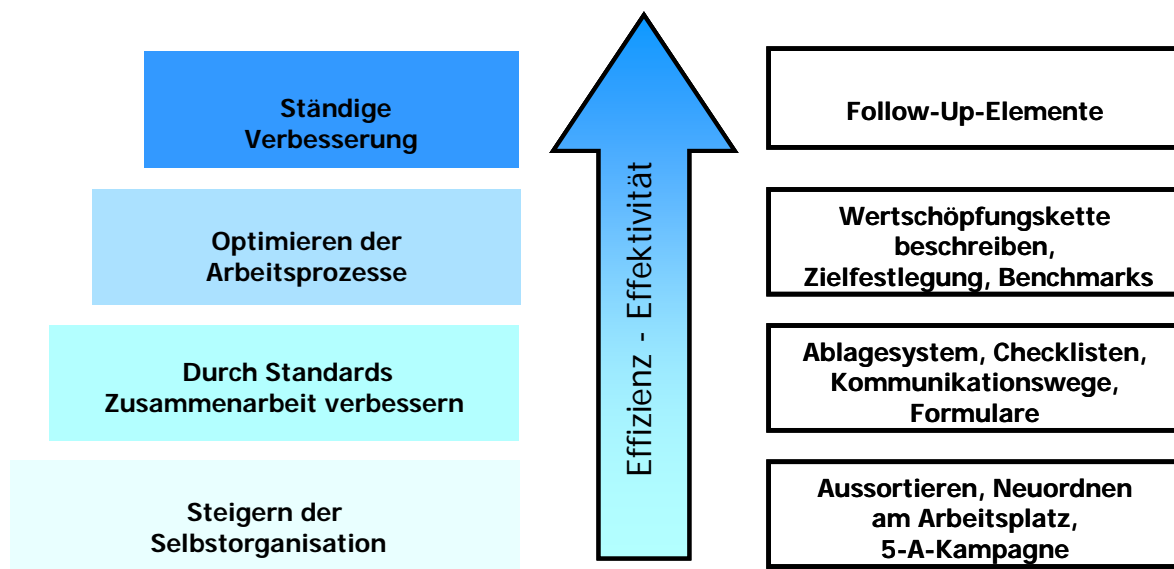 Ständige
Verbesserung
Follow-Up-Elemente
Optimieren der
Arbeitsprozesse
Wertschöpfungskette
beschreiben,
Zielfestlegung, Benchmarks
Durch Standards
Zusammenarbeit verbessern
Ablagesystem, Checklisten,
Kommunikationswege,
Formulare
Steigern der
Selbstorganisation
Aussortieren, Neuordnen
am Arbeitsplatz,
5-A-Kampagne
Effizienz - Effektivität